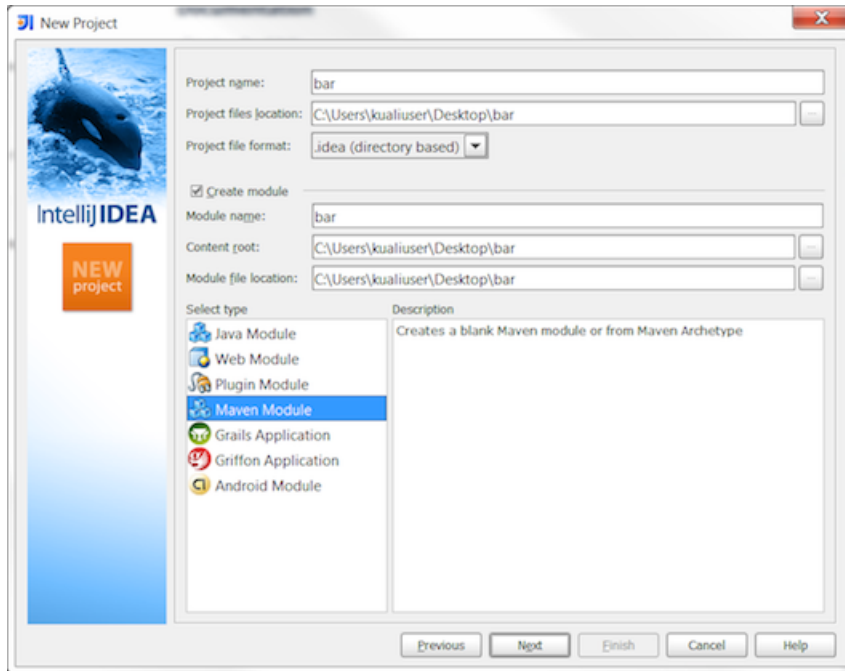 New Project
Project name:
bar
Project files location:
C:\Users\kualiuser\Desktop\bar
...
Project file format:
.idea (directory based)
Create module
Module name:
bar
Content root:
C:\Users\kualiuser\Desktop\bar
...
Module file location:
C:\Users\kualiuser\Desktop\bar
...
IntelliJIDEA
NEW
project
Select type
Java Module
Web Module
Plugin Module
Maven Module
Grails Application
Griffon Application
Android Module
Description
Creates a blank Maven module or from Maven Archetype
Previous
Next
Finish
Cancel
Help